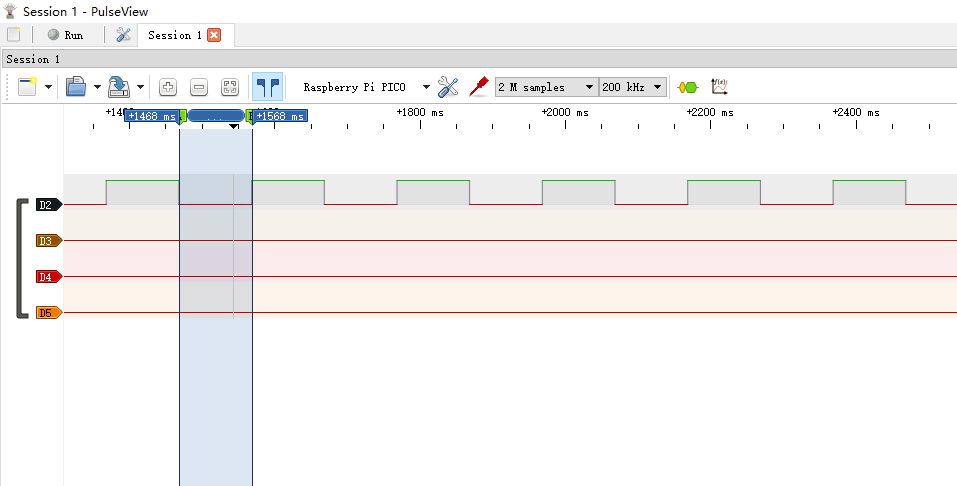 Session 1 - PulseView
Run
Session 1
Session 1
Raspberry Pi PICO
2 M samples
200 kHz
+1468 ms
...
+1568 ms
+1800 ms
+2000 ms
+2200 ms
+2400 ms
D2
D3
D4
D5